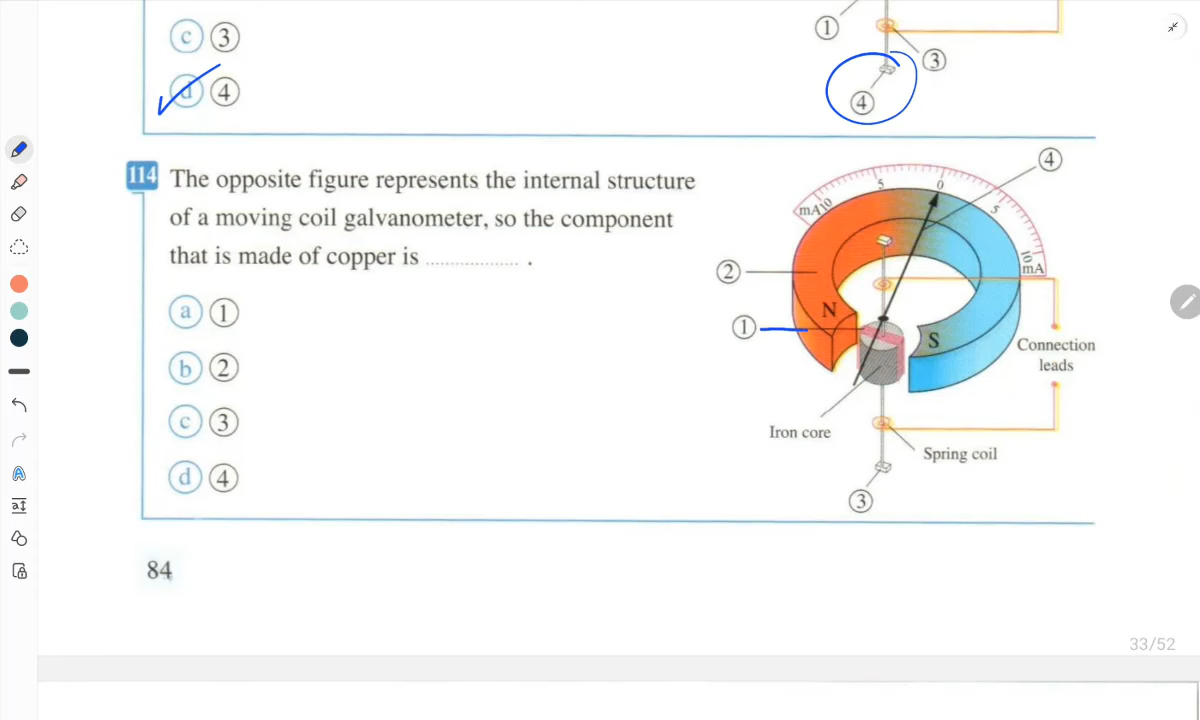 c ③
①
③
d ④
④
114 The opposite figure represents the internal structure
of a moving coil galvanometer, so the component
that is made of copper is .................. .
a ①
b ②
c ③
d ④
④
mA 10 5 0 5 10 mA
②
①
N
S
Connection
leads
Iron core
Spring coil
③
84
33/52